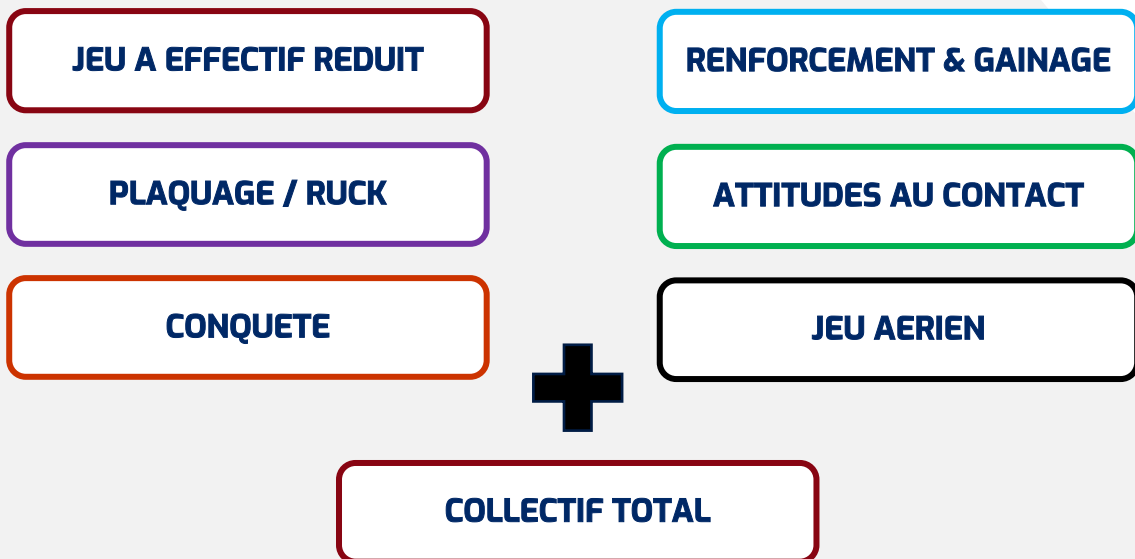 JEU A EFFECTIF REDUIT
RENFORCEMENT & GAINAGE
PLAQUAGE / RUCK
ATTITUDES AU CONTACT
CONQUETE
JEU AERIEN
COLLECTIF TOTAL